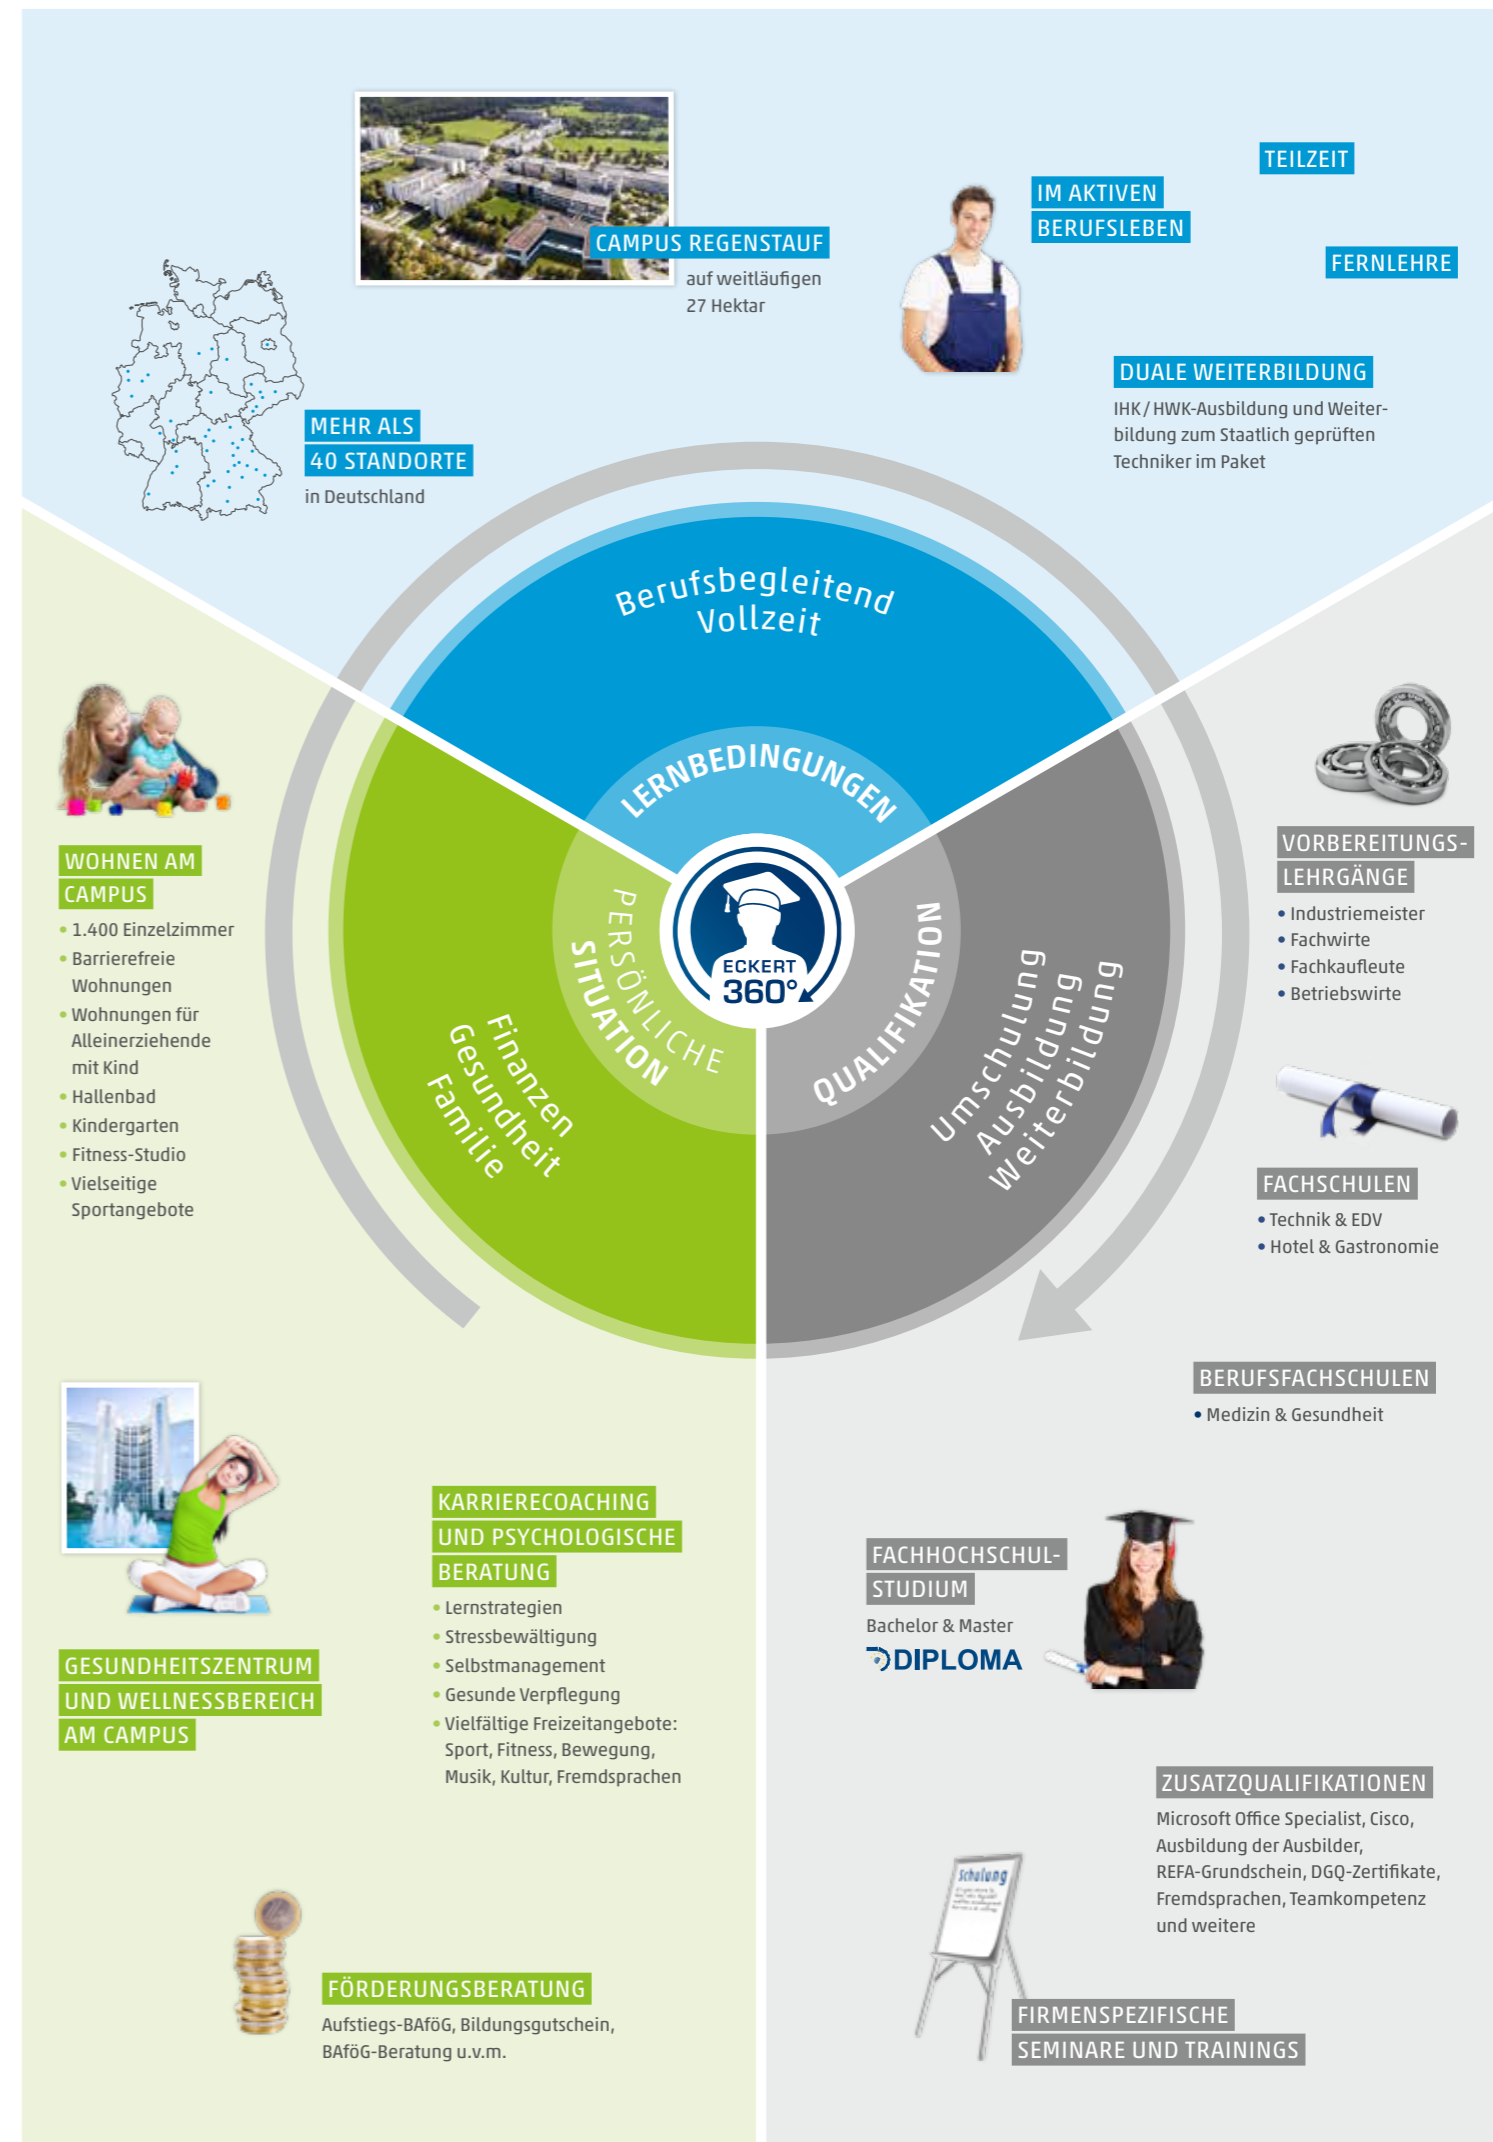 CAMPUS REGENSTAUF
auf weitläufigen
27 Hektar
IM AKTIVEN
BERUFSLEBEN
TEILZEIT
FERNLEHRE
DUALE WEITERBILDUNG
IHK / HWK-Ausbildung und Weiter-
bildung zum Staatlich geprüften
Techniker im Paket
MEHR ALS
40 STANDORTE
in Deutschland
Berufsbegleitend
Vollzeit
LERNBEDINGUNGEN
PERSÖNLICHE
SITUATION
Finanzen
Gesundheit
Familie
ECKERT
360°
QUALIFIKATION
Umschulung
Ausbildung
Weiterbildung
WOHNEN AM
CAMPUS
• 1.400 Einzelzimmer
• Barrierefreie
Wohnungen
• Wohnungen für
Alleinerziehende
mit Kind
• Hallenbad
• Kindergarten
• Fitness-Studio
• Vielseitige
Sportangebote
VORBEREITUNGS-
LEHRGÄNGE
• Industriemeister
• Fachwirte
• Fachkaufleute
• Betriebswirte
FACHSCHULEN
• Technik & EDV
• Hotel & Gastronomie
BERUFSFACHSCHULEN
• Medizin & Gesundheit
GESUNDHEITSZENTRUM
UND WELLNESSBEREICH
AM CAMPUS
KARRIERECOACHING
UND PSYCHOLOGISCHE
BERATUNG
• Lernstrategien
• Stressbewältigung
• Selbstmanagement
• Gesunde Verpflegung
• Vielfältige Freizeitangebote:
Sport, Fitness, Bewegung,
Musik, Kultur, Fremdsprachen
FACHHOCHSCHUL-
STUDIUM
Bachelor & Master
DIPLOMA
ZUSATZQUALIFIKATIONEN
Microsoft Office Specialist, Cisco,
Ausbildung der Ausbilder,
REFA-Grundschein, DGQ-Zertifikate,
Fremdsprachen, Teamkompetenz
und weitere
Schulung
FIRMENSPEZIFISCHE
SEMINARE UND TRAININGS
FÖRDERUNGSBERATUNG
Aufstiegs-BAföG, Bildungsgutschein,
BAföG-Beratung u.v.m.